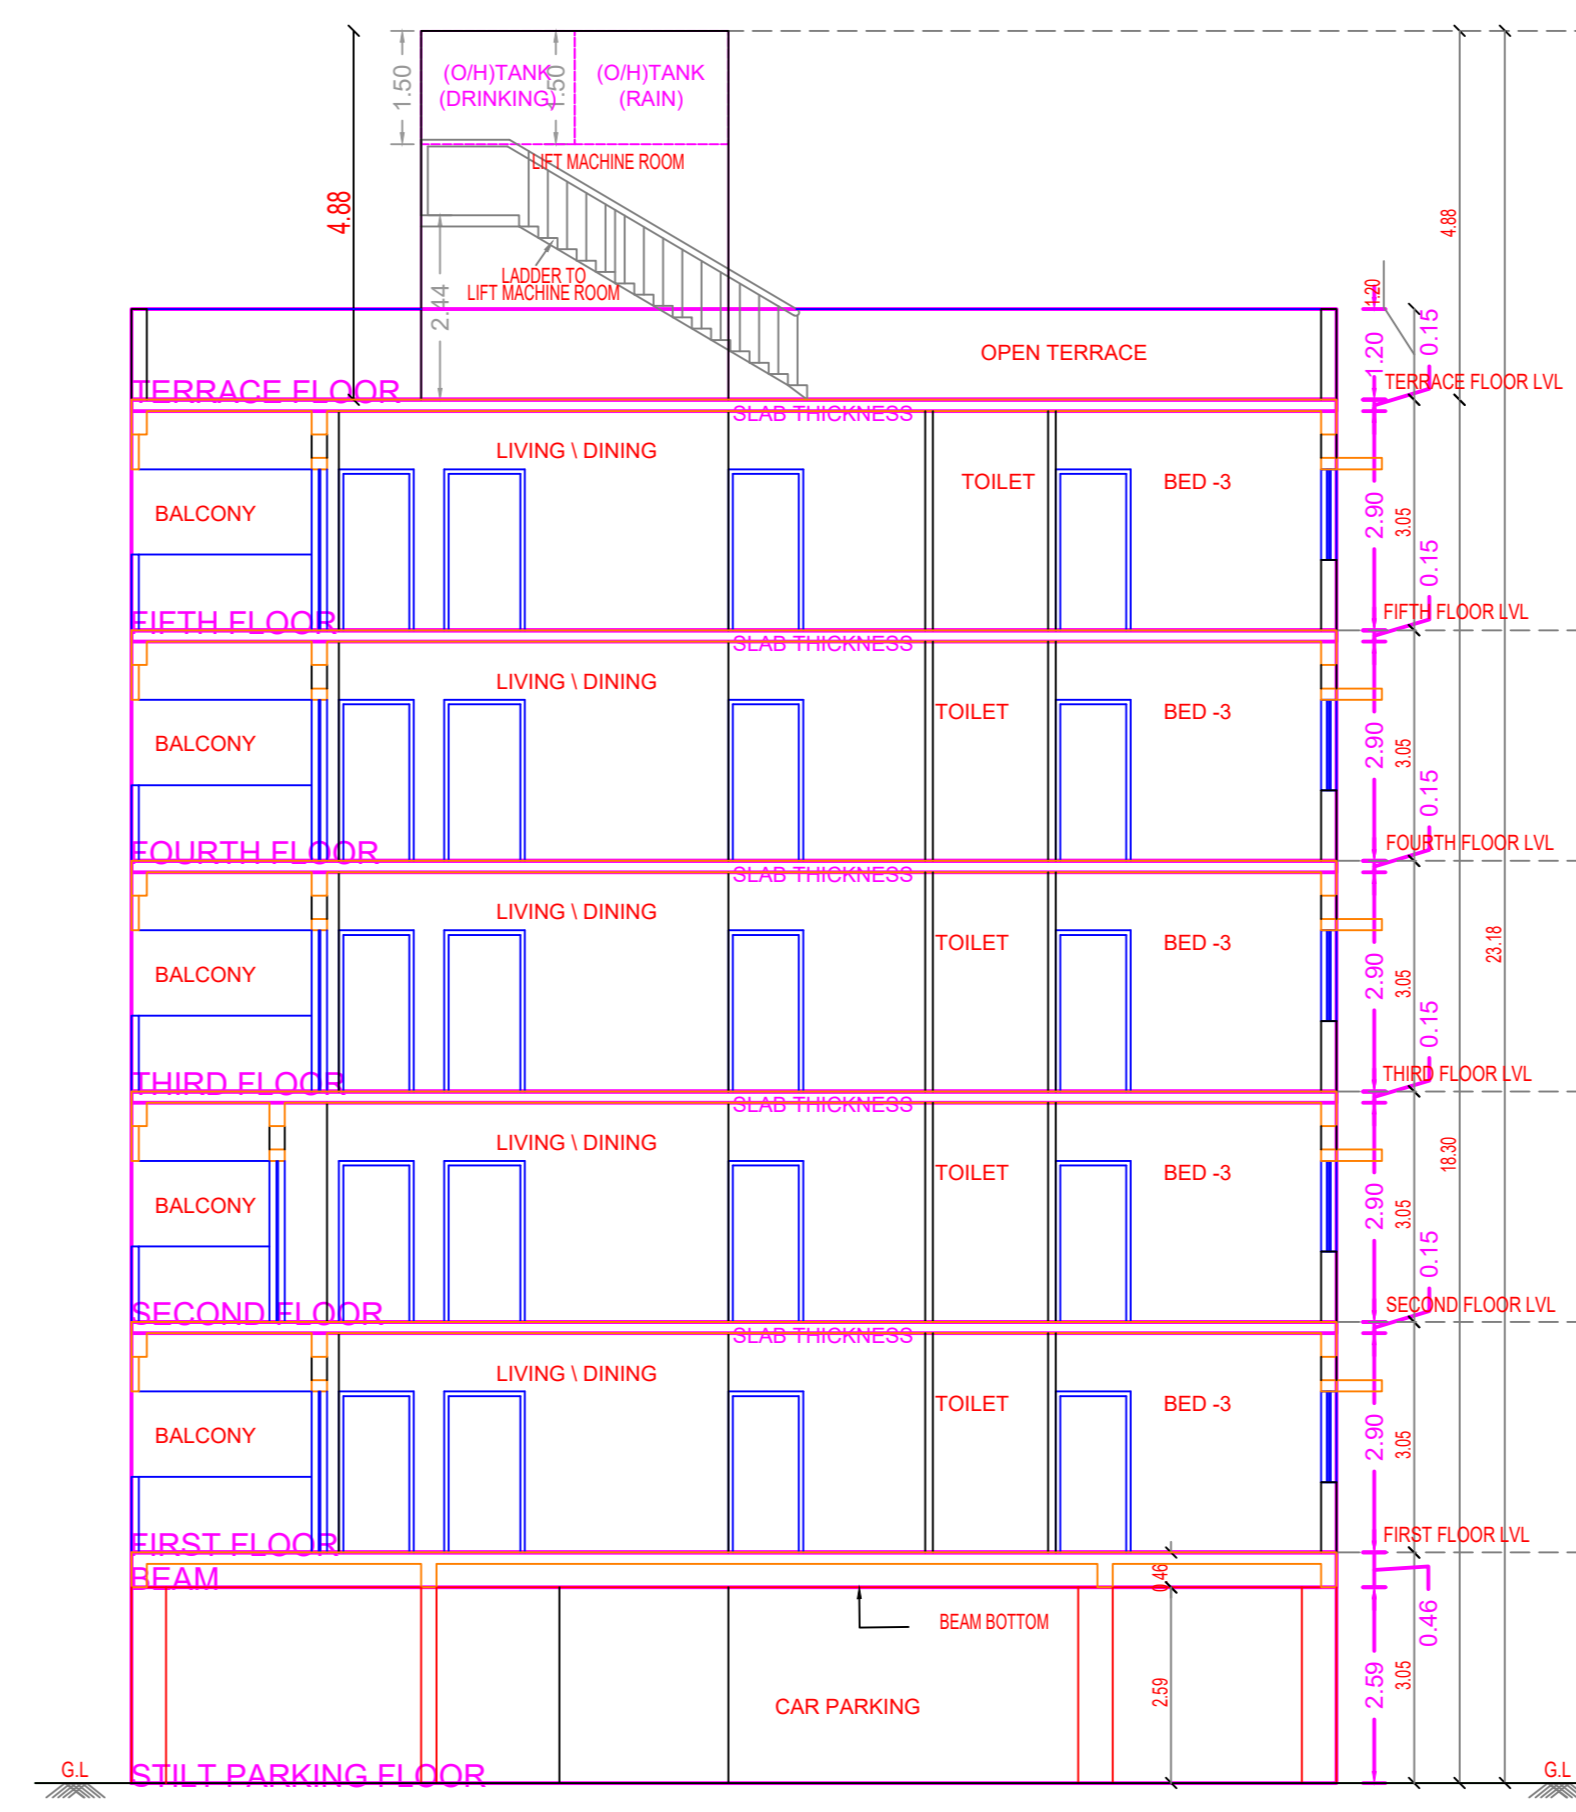 (O/H)TANK
(DRINKING)
(O/H)TANK
(RAIN)
1.50
1.50
LIFT MACHINE ROOM
4.88
4.88
LADDER TO
LIFT MACHINE ROOM
2.44
1.20
1.20
0.15
OPEN TERRACE
TERRACE FLOOR
TERRACE FLOOR LVL
SLAB THICKNESS
LIVING \ DINING
TOILET
BED -3
BALCONY
2.90
3.05
0.15
FIFTH FLOOR
FIFTH FLOOR LVL
SLAB THICKNESS
LIVING \ DINING
TOILET
BED -3
BALCONY
2.90
3.05
0.15
FOURTH FLOOR
FOURTH FLOOR LVL
SLAB THICKNESS
LIVING \ DINING
TOILET
BED -3
BALCONY
2.90
3.05
23.18
0.15
THIRD FLOOR
THIRD FLOOR LVL
SLAB THICKNESS
LIVING \ DINING
TOILET
BED -3
BALCONY
2.90
3.05
18.30
0.15
SECOND FLOOR
SECOND FLOOR LVL
SLAB THICKNESS
LIVING \ DINING
TOILET
BED -3
BALCONY
2.90
3.05
FIRST FLOOR
FIRST FLOOR LVL
BEAM
0.46
0.46
BEAM BOTTOM
2.59
2.59
3.05
CAR PARKING
G.L
STILT PARKING FLOOR
G.L